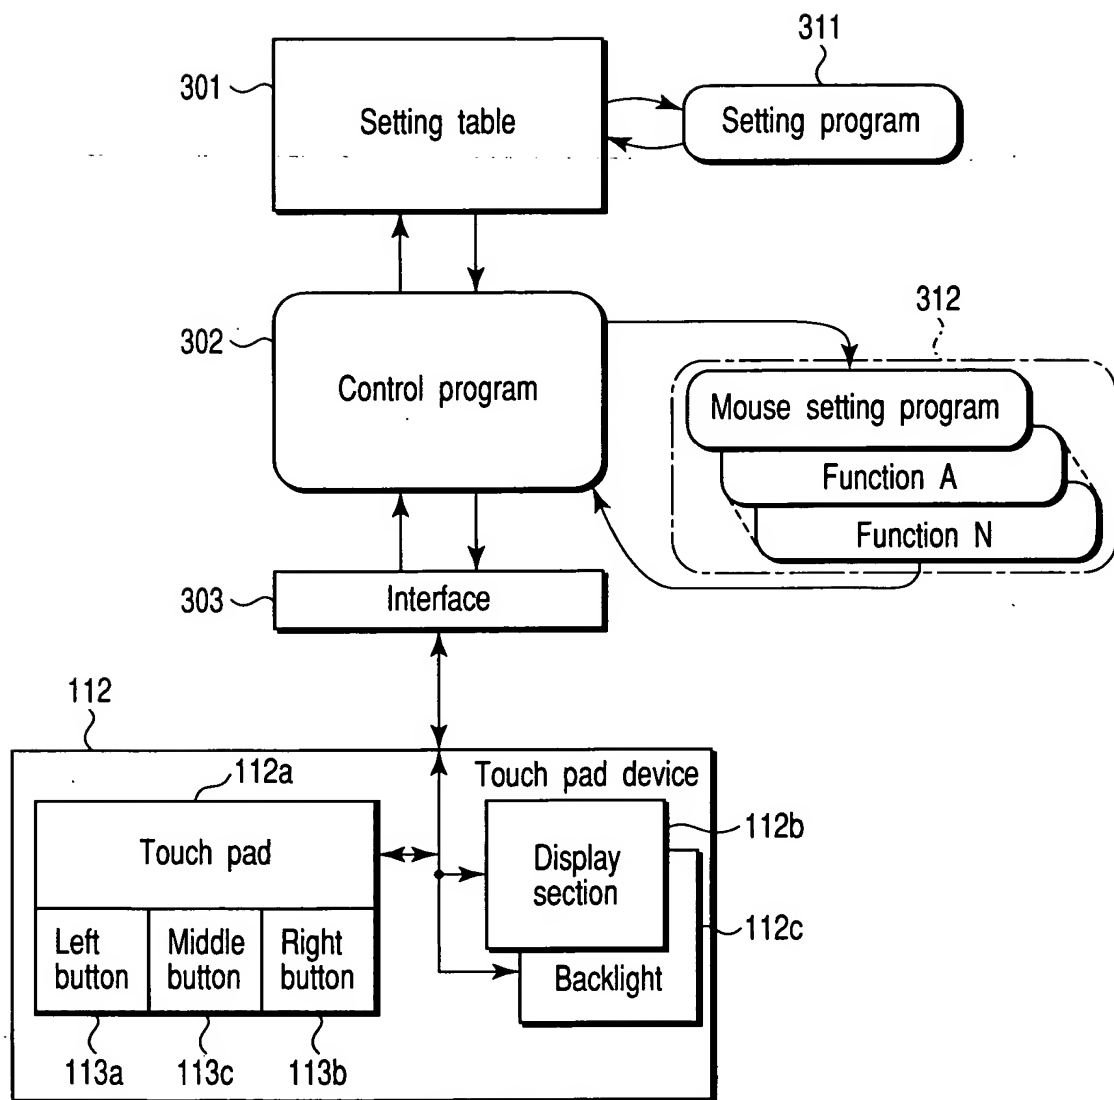 311
301
Setting table
Setting program
302
312
Control program
Mouse setting program
Function A
Function N
303
Interface
112
112a
Touch pad device
112b
Touch pad
Display
section
112c
Left
button
Middle
button
Right
button
Backlight
113a
113c
113b